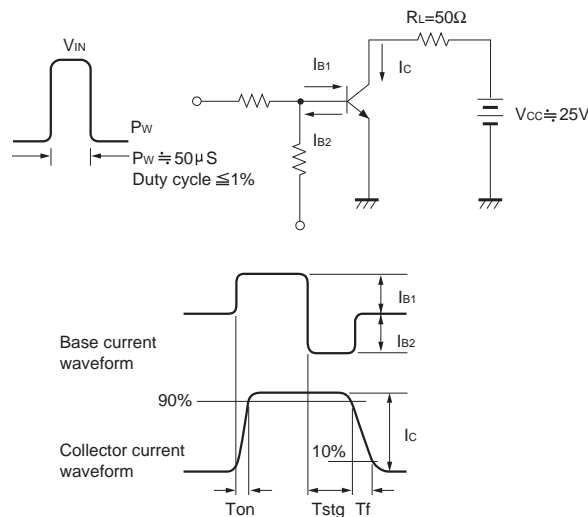 RL=50Ω
VIN
IB1
IC
VCC≒25V
PW
IB2
PW≒50μS
Duty cycle ≦1%
IB1
IB2
Base current
waveform
90%
IC
10%
Collector current
waveform
Ton
Tstg
Tf